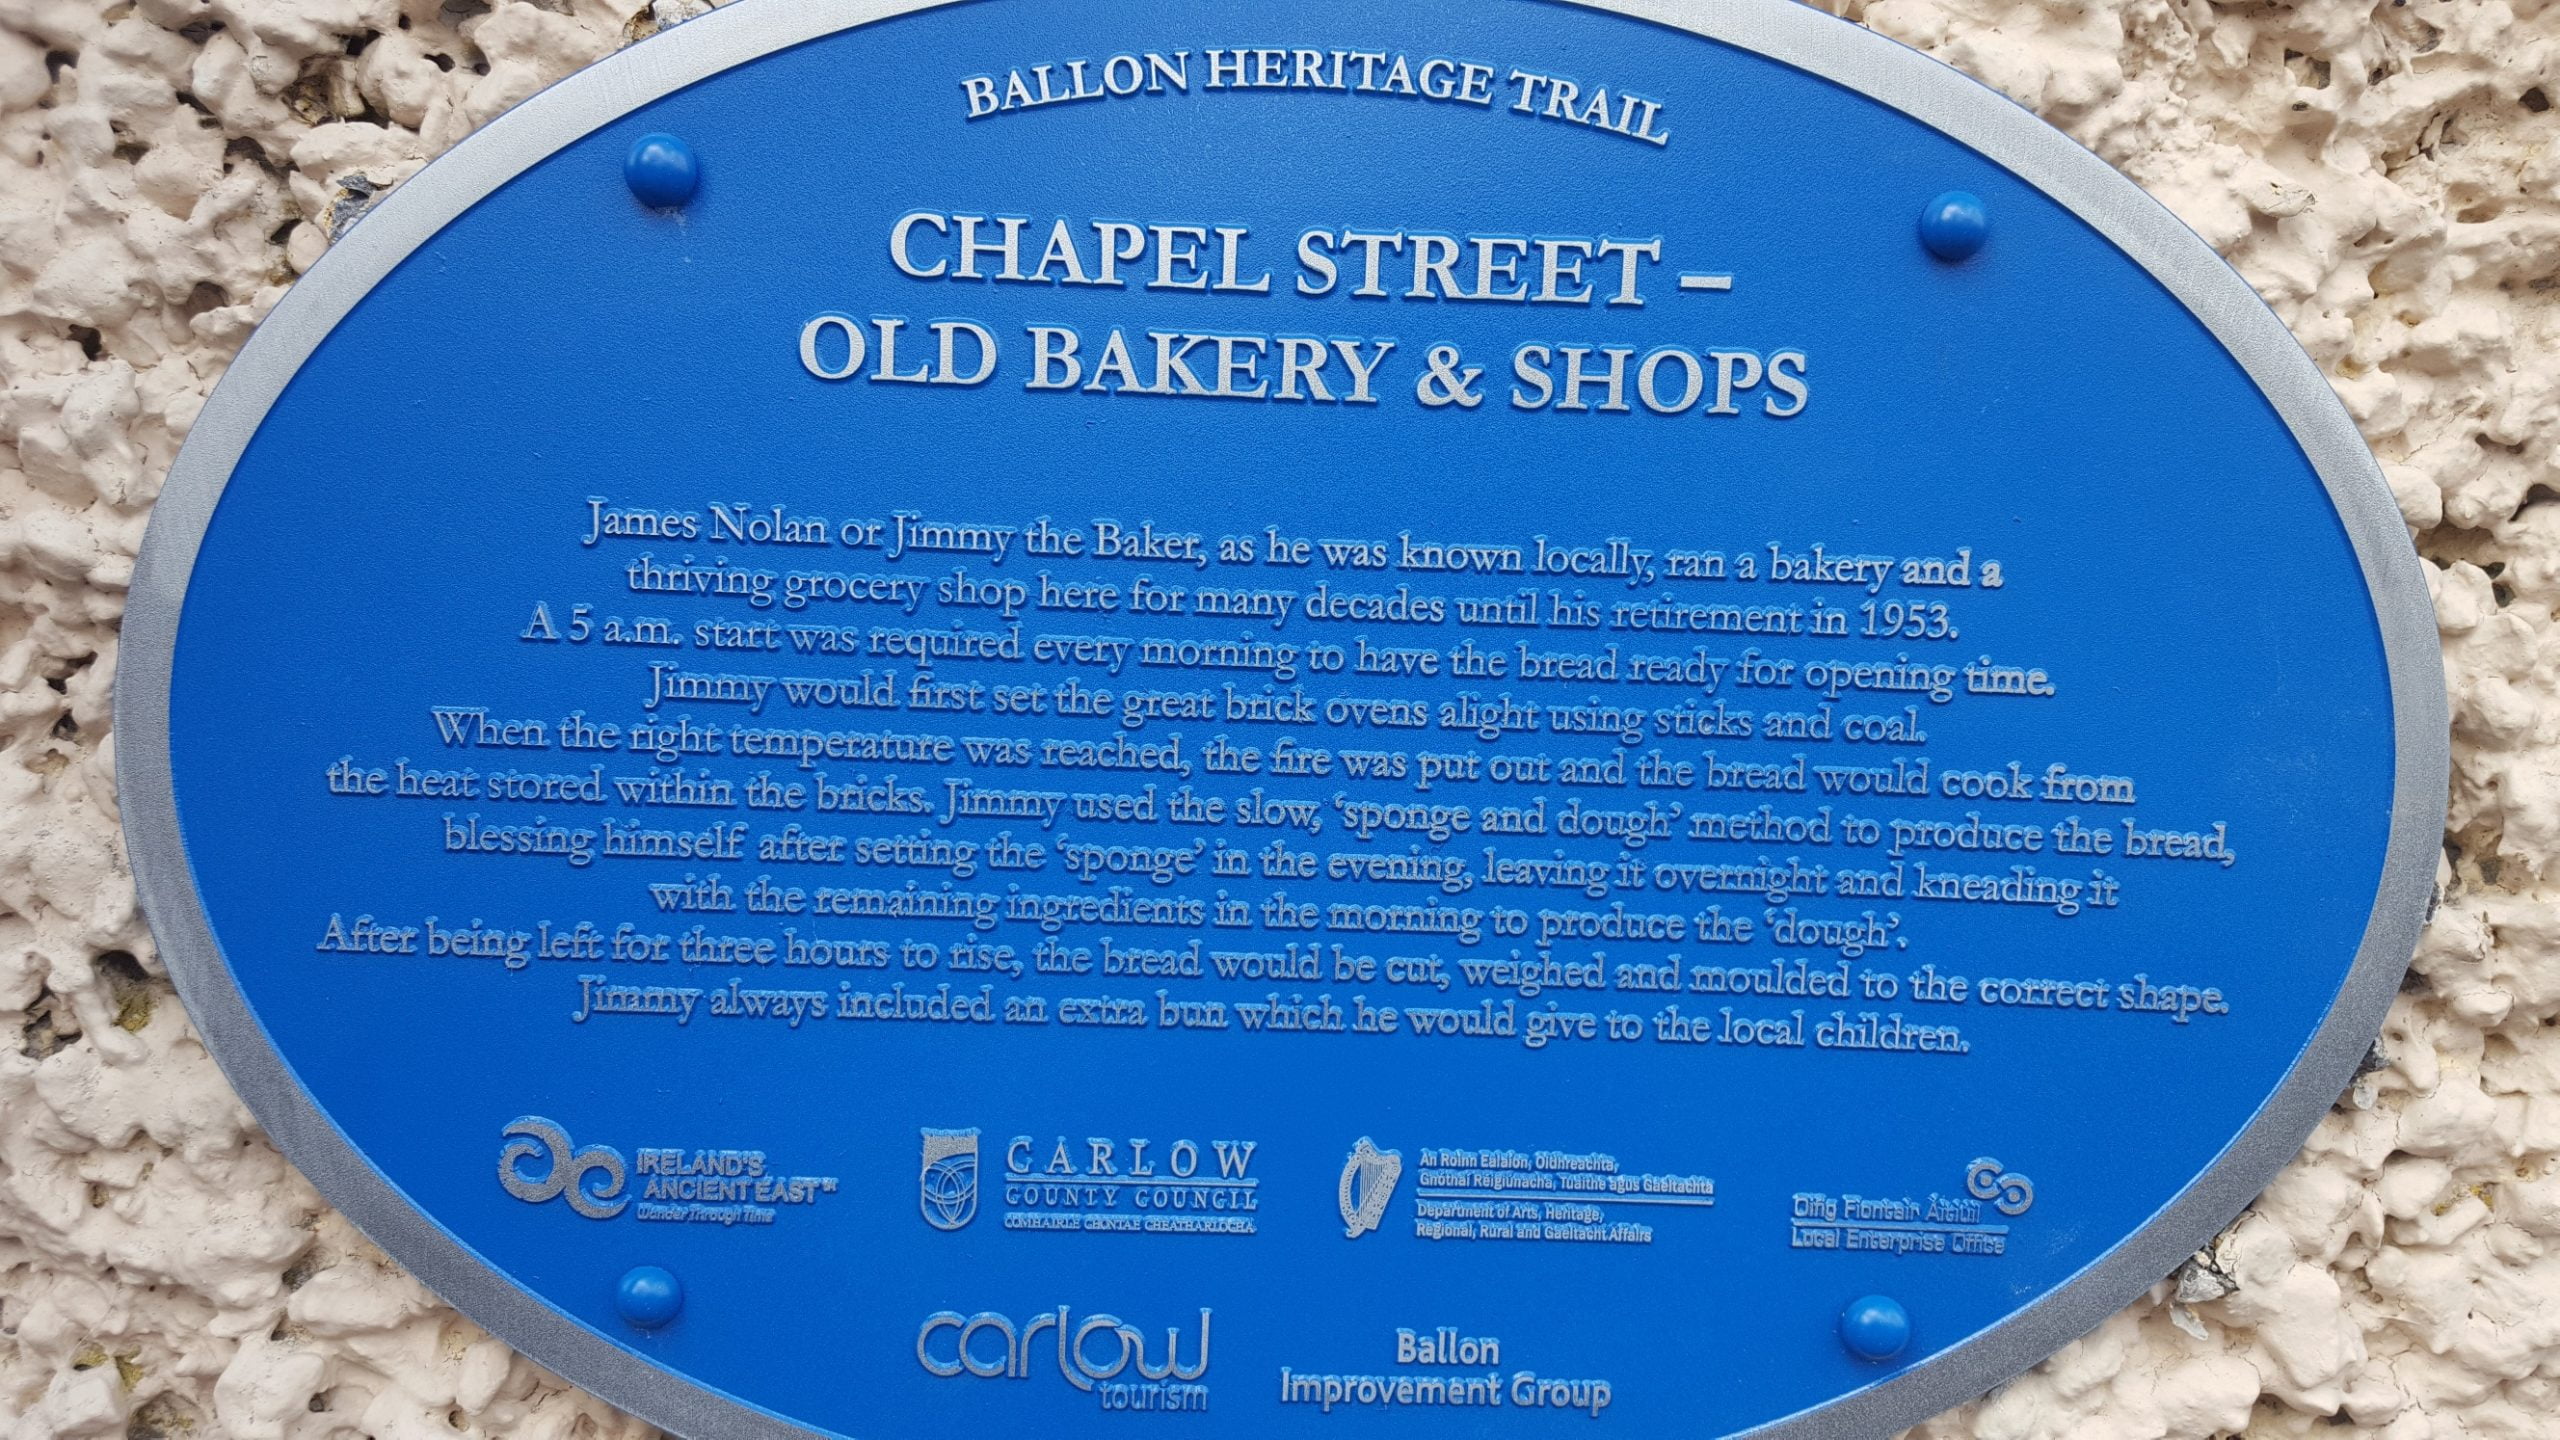 BALLON HERITAGE TRAIL
CHAPEL STREET –
OLD BAKERY & SHOPS
James Nolan or Jimmy the Baker, as he was known locally, ran a bakery and a
thriving grocery shop here for many decades until his retirement in 1953.
A 5 a.m. start was required every morning to have the bread ready for opening time.
Jimmy would first set the great brick ovens alight using sticks and coal.
When the right temperature was reached, the fire was put out and the bread would cook from
the heat stored within the bricks. Jimmy used the slow, ‘sponge and dough’ method to produce the bread,
blessing himself after setting the ‘sponge’ in the evening, leaving it overnight and kneading it
with the remaining ingredients in the morning to produce the ‘dough’.
After being left for three hours to rise, the bread would be cut, weighed and moulded to the correct shape.
Jimmy always included an extra bun which he would give to the local children.
IRELAND'S
ANCIENT EAST™
Wander Through Time
CARLOW
COUNTY COUNCIL
COMHAIRLE CHONTAE CHEATHARLOCHA
An Roinn Ealaíon, Oidhreachta,
Gnóthaí Réigiúnacha, Tuaithe agus Gaeltachta
Department of Arts, Heritage,
Regional, Rural and Gaeltacht Affairs
Oifig Fiontair Áitiúil
Local Enterprise Office
carlow
tourism
Ballon
Improvement Group